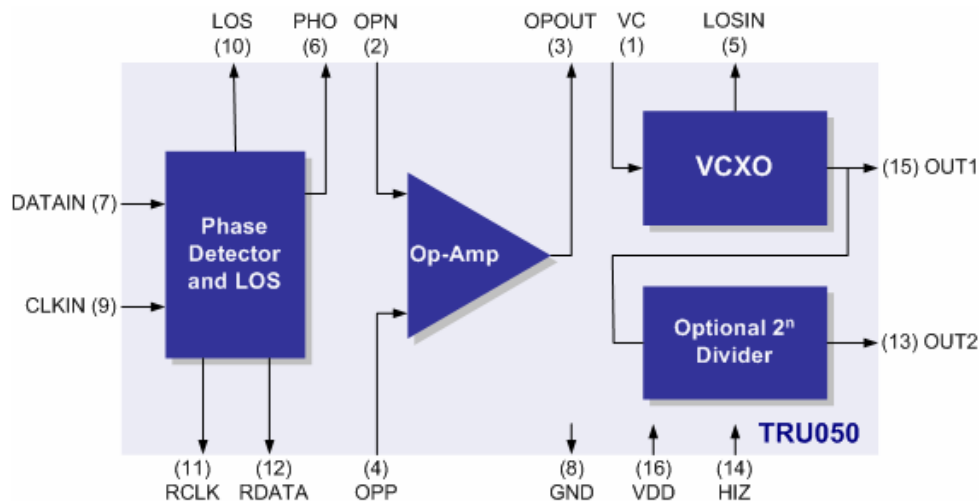 LOS PHO OPN OPOUT VC LOSIN
(10) (6) (2) (3) (1) (5)
VCXO
(15) OUT1
DATAIN (7)
Phase
Detector
and LOS
Op-Amp
CLKIN (9)
Optional 2ⁿ
Divider
(13) OUT2
TRU050
(11) (12) (4) (8) (16) (14)
RCLK RDATA OPP GND VDD HIZ